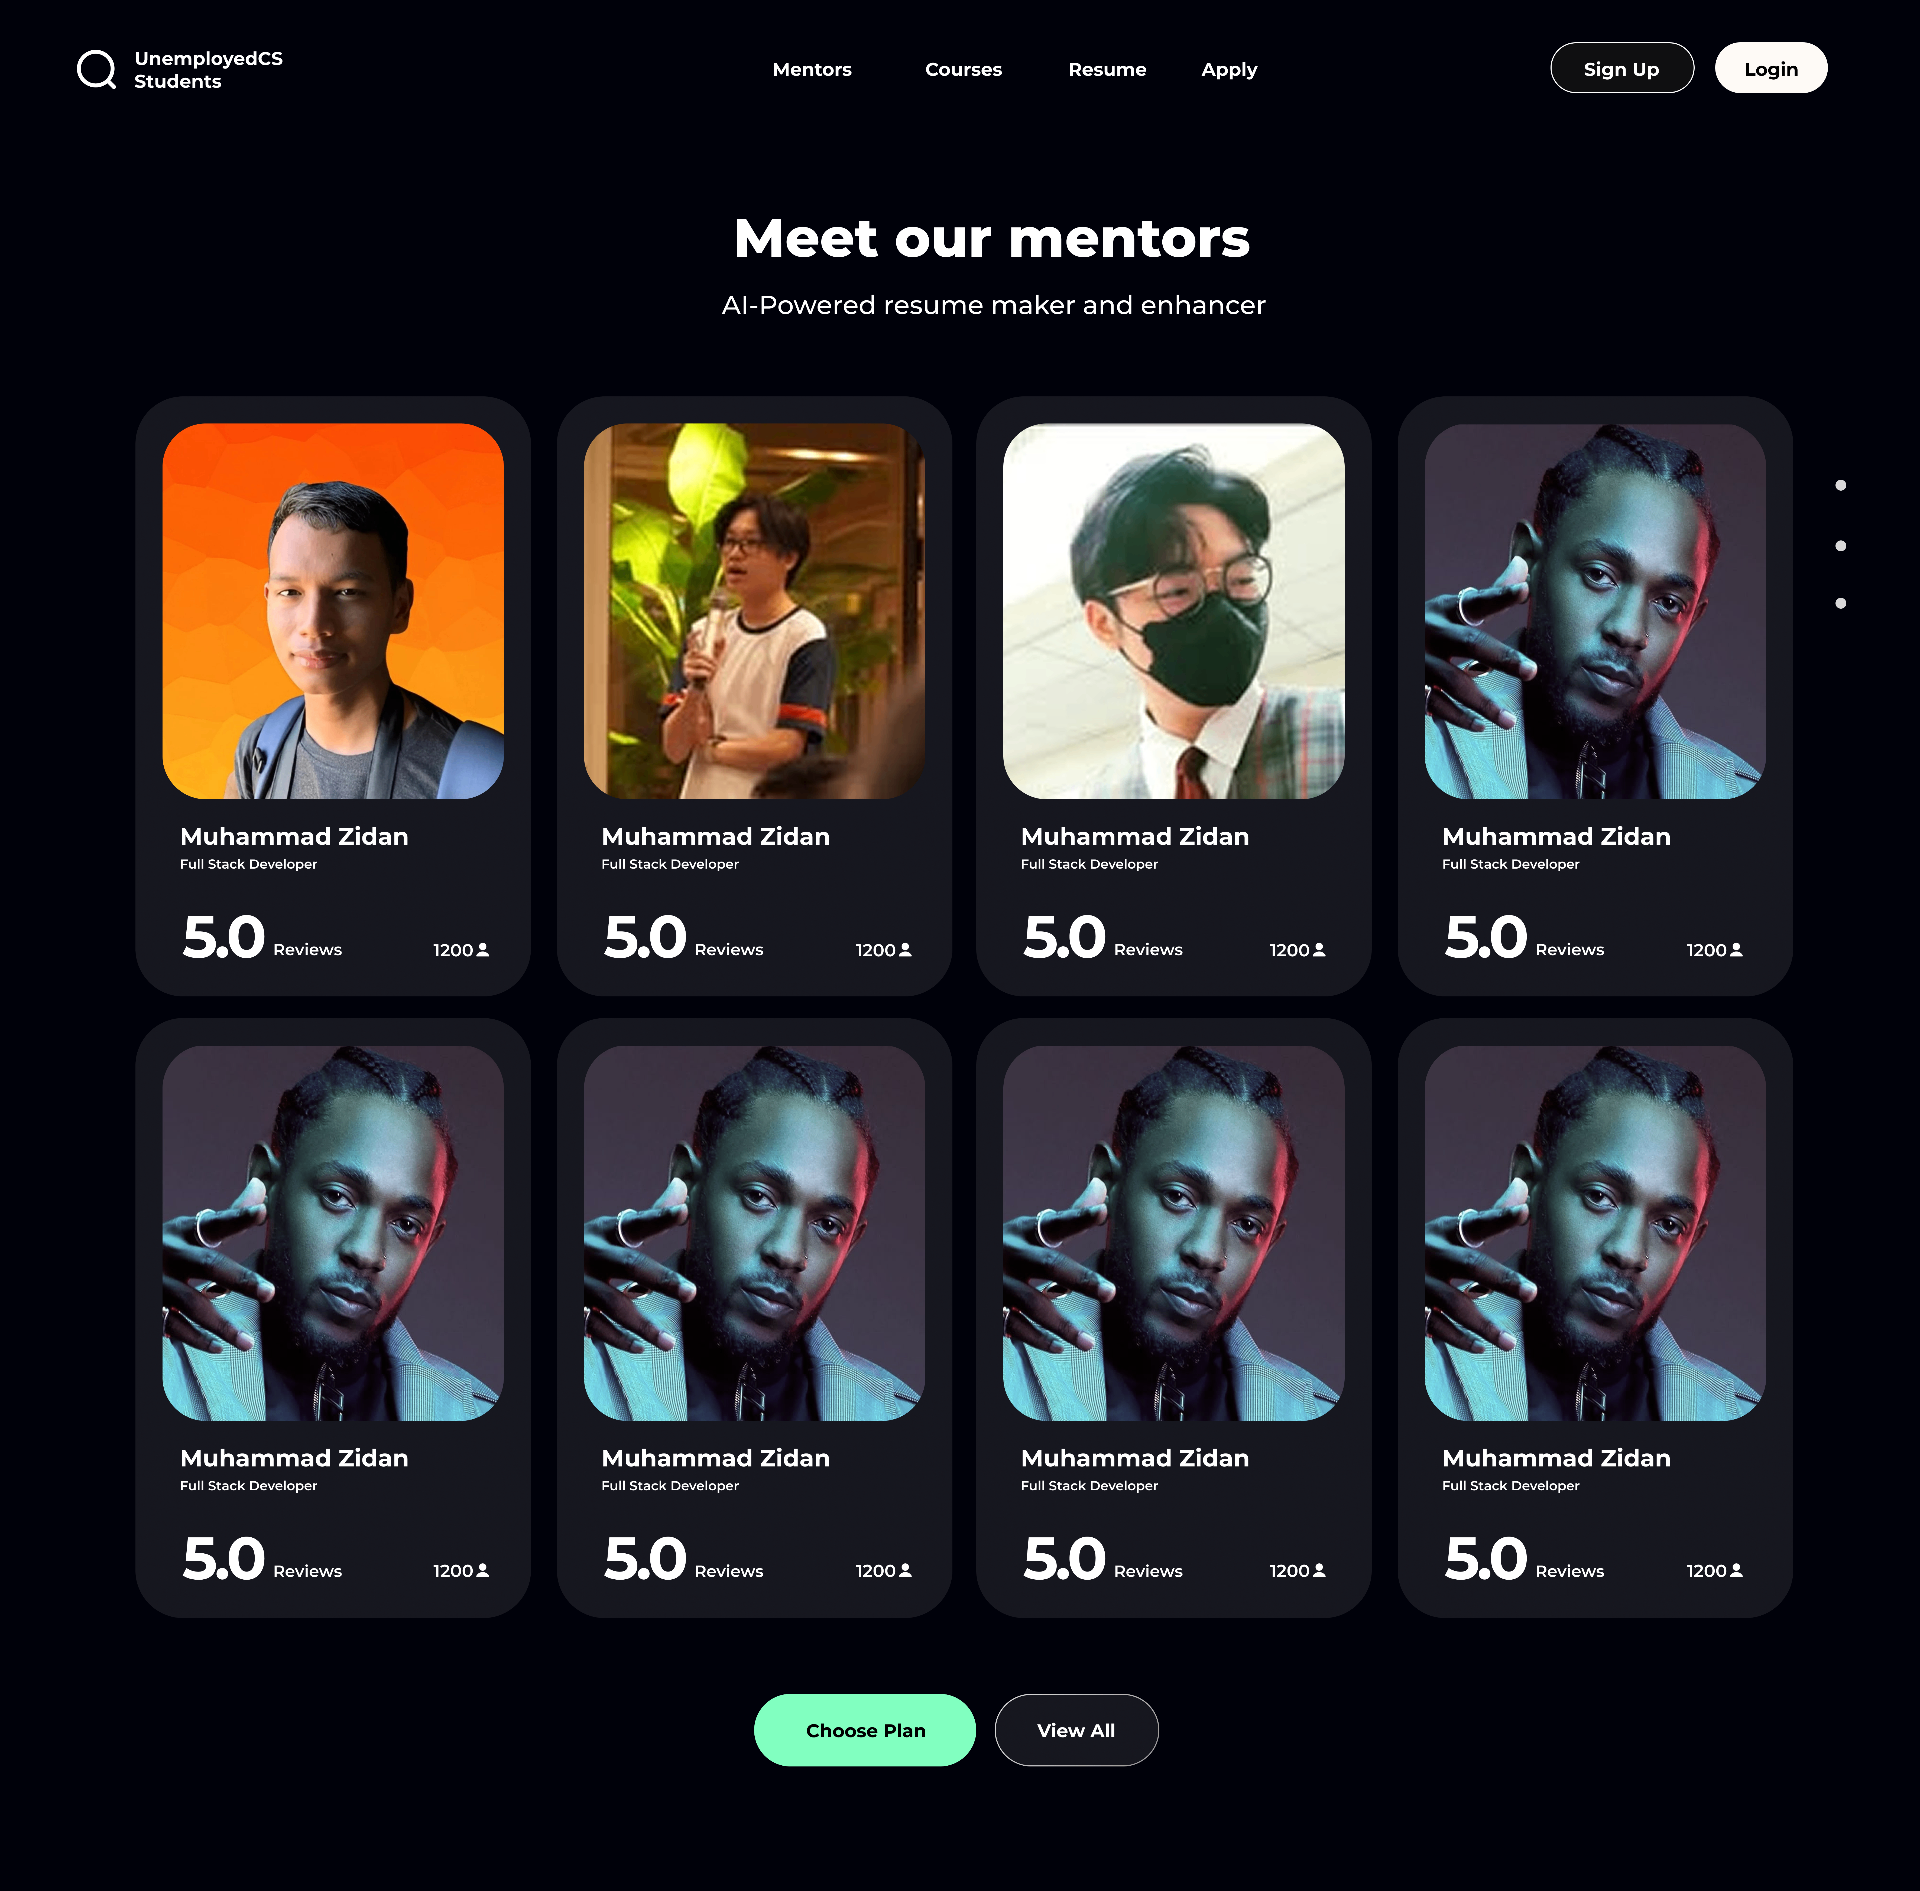 UnemployedCS
Students
Mentors
Courses
Resume
Apply
Sign Up
Login
Meet our mentors
AI-Powered resume maker and enhancer
Muhammad Zidan
Full Stack Developer
5.0 Reviews 1200
Muhammad Zidan
Full Stack Developer
5.0 Reviews 1200
Muhammad Zidan
Full Stack Developer
5.0 Reviews 1200
Muhammad Zidan
Full Stack Developer
5.0 Reviews 1200
Muhammad Zidan
Full Stack Developer
5.0 Reviews 1200
Muhammad Zidan
Full Stack Developer
5.0 Reviews 1200
Muhammad Zidan
Full Stack Developer
5.0 Reviews 1200
Muhammad Zidan
Full Stack Developer
5.0 Reviews 1200
Choose Plan
View All